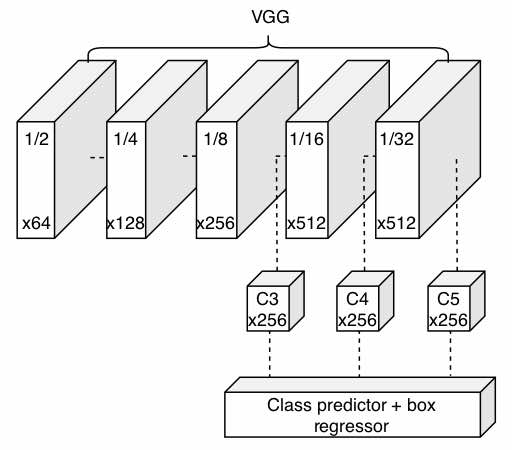 VGG
1/2
1/4
1/8
1/16
1/32
x64
x128
x256
x512
x512
C3
x256
C4
x256
C5
x256
Class predictor + box
regressor